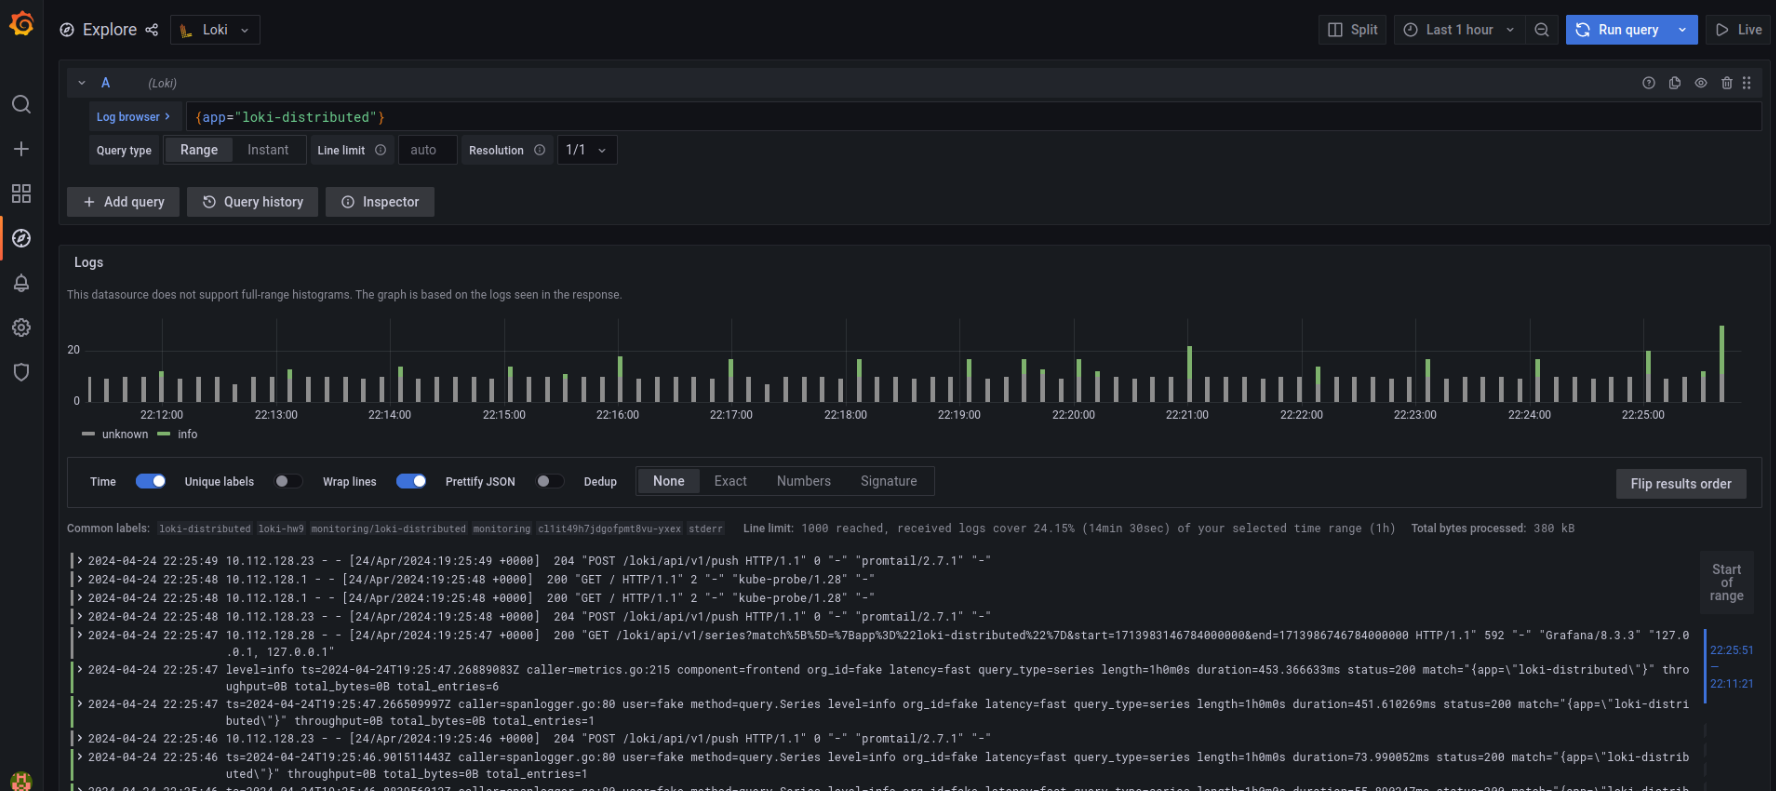 Explore Loki Split Last 1 hour Run query Live
A (Loki)
Log browser {app="loki-distributed"}
Query type Range Instant Line limit auto Resolution 1/1
+ Add query Query history Inspector
Logs
This datasource does not support full-range histograms. The graph is based on the logs seen in the response.
20
0
22:12:00 22:13:00 22:14:00 22:15:00 22:16:00 22:17:00 22:18:00 22:19:00 22:20:00 22:21:00 22:22:00 22:23:00 22:24:00 22:25:00
unknown info
Time Unique labels Wrap lines Prettify JSON Dedup None Exact Numbers Signature Flip results order
Common labels: loki-distributed loki-hw9 monitoring/loki-distributed monitoring cl1it49h7jdgofpmt8vu-yxex stderr Line limit: 1000 reached, received logs cover 24.15% (14min 30sec) of your selected time range (1h) Total bytes processed: 380 kB
2024-04-24 22:25:49 10.112.128.23 - - [24/Apr/2024:19:25:49 +0000]  204 "POST /loki/api/v1/push HTTP/1.1" 0 "-" "promtail/2.7.1" "-"
2024-04-24 22:25:48 10.112.128.1 - - [24/Apr/2024:19:25:48 +0000]  200 "GET / HTTP/1.1" 2 "-" "kube-probe/1.28" "-"
2024-04-24 22:25:48 10.112.128.1 - - [24/Apr/2024:19:25:48 +0000]  200 "GET / HTTP/1.1" 2 "-" "kube-probe/1.28" "-"
2024-04-24 22:25:48 10.112.128.23 - - [24/Apr/2024:19:25:48 +0000]  204 "POST /loki/api/v1/push HTTP/1.1" 0 "-" "promtail/2.7.1" "-"
2024-04-24 22:25:47 10.112.128.28 - - [24/Apr/2024:19:25:47 +0000]  200 "GET /loki/api/v1/series?match%5B%5D=%7Bapp%3D%22loki-distributed%22%7D&start=1713983146784000000&end=1713986746784000000 HTTP/1.1" 592 "-" "Grafana/8.3.3" "127.0
.0.1, 127.0.0.1"
2024-04-24 22:25:47 level=info ts=2024-04-24T19:25:47.26889083Z caller=metrics.go:215 component=frontend org_id=fake latency=fast query_type=series length=1h0m0s duration=453.366633ms status=200 match="{app=\"loki-distributed\"}" thro
ughput=0B total_bytes=0B total_entries=6
2024-04-24 22:25:47 ts=2024-04-24T19:25:47.266509997Z caller=spanlogger.go:80 user=fake method=query.Series level=info org_id=fake latency=fast query_type=series length=1h0m0s duration=451.610269ms status=200 match="{app=\"loki-distri
buted\"}" throughput=0B total_bytes=0B total_entries=1
2024-04-24 22:25:46 10.112.128.23 - - [24/Apr/2024:19:25:46 +0000]  204 "POST /loki/api/v1/push HTTP/1.1" 0 "-" "promtail/2.7.1" "-"
2024-04-24 22:25:46 ts=2024-04-24T19:25:46.901511443Z caller=spanlogger.go:80 user=fake method=query.Series level=info org_id=fake latency=fast query_type=series length=1h0m0s duration=73.990052ms status=200 match="{app=\"loki-distrib
uted\"}" throughput=0B total_bytes=0B total_entries=1
Start
of
range
22:25:51
—
22:11:21